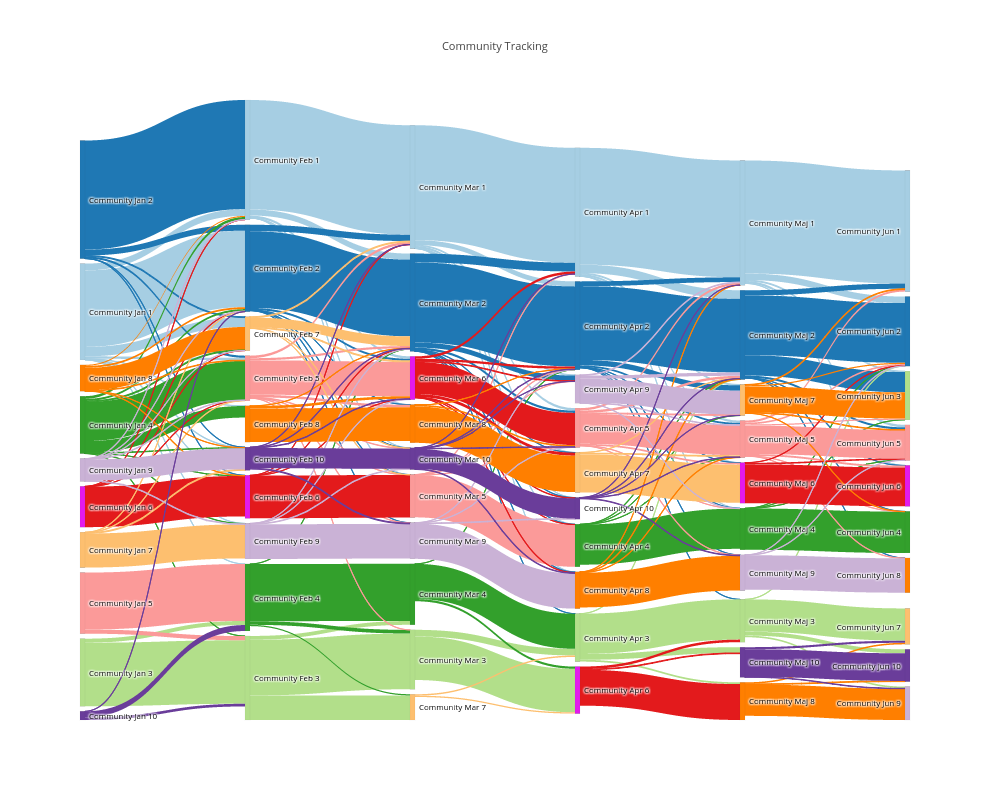 Community Tracking
Community Jan 2
Community Jan 1
Community Jan 8
Community Jan 4
Community Jan 9
Community Jan 6
Community Jan 7
Community Jan 5
Community Jan 3
Community Jan 10
Community Feb 1
Community Feb 2
Community Feb 7
Community Feb 5
Community Feb 8
Community Feb 10
Community Feb 6
Community Feb 9
Community Feb 4
Community Feb 3
Community Mar 1
Community Mar 2
Community Mar 6
Community Mar 8
Community Mar 10
Community Mar 5
Community Mar 9
Community Mar 4
Community Mar 3
Community Mar 7
Community Apr 1
Community Apr 2
Community Apr 9
Community Apr 5
Community Apr 7
Community Apr 10
Community Apr 4
Community Apr 8
Community Apr 3
Community Apr 6
Community Maj 1
Community Maj 2
Community Maj 7
Community Maj 5
Community Maj 6
Community Maj 4
Community Maj 9
Community Maj 3
Community Maj 10
Community Maj 8
Community Jun 1
Community Jun 2
Community Jun 3
Community Jun 5
Community Jun 6
Community Jun 4
Community Jun 8
Community Jun 7
Community Jun 10
Community Jun 9